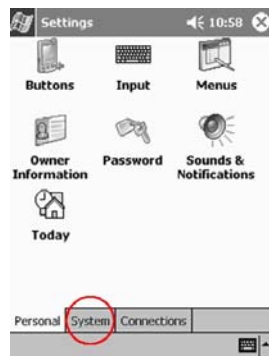 Settings 10:58
Buttons Input Menus
Owner Password Sounds &
Information Notifications
Today
Personal System Connections